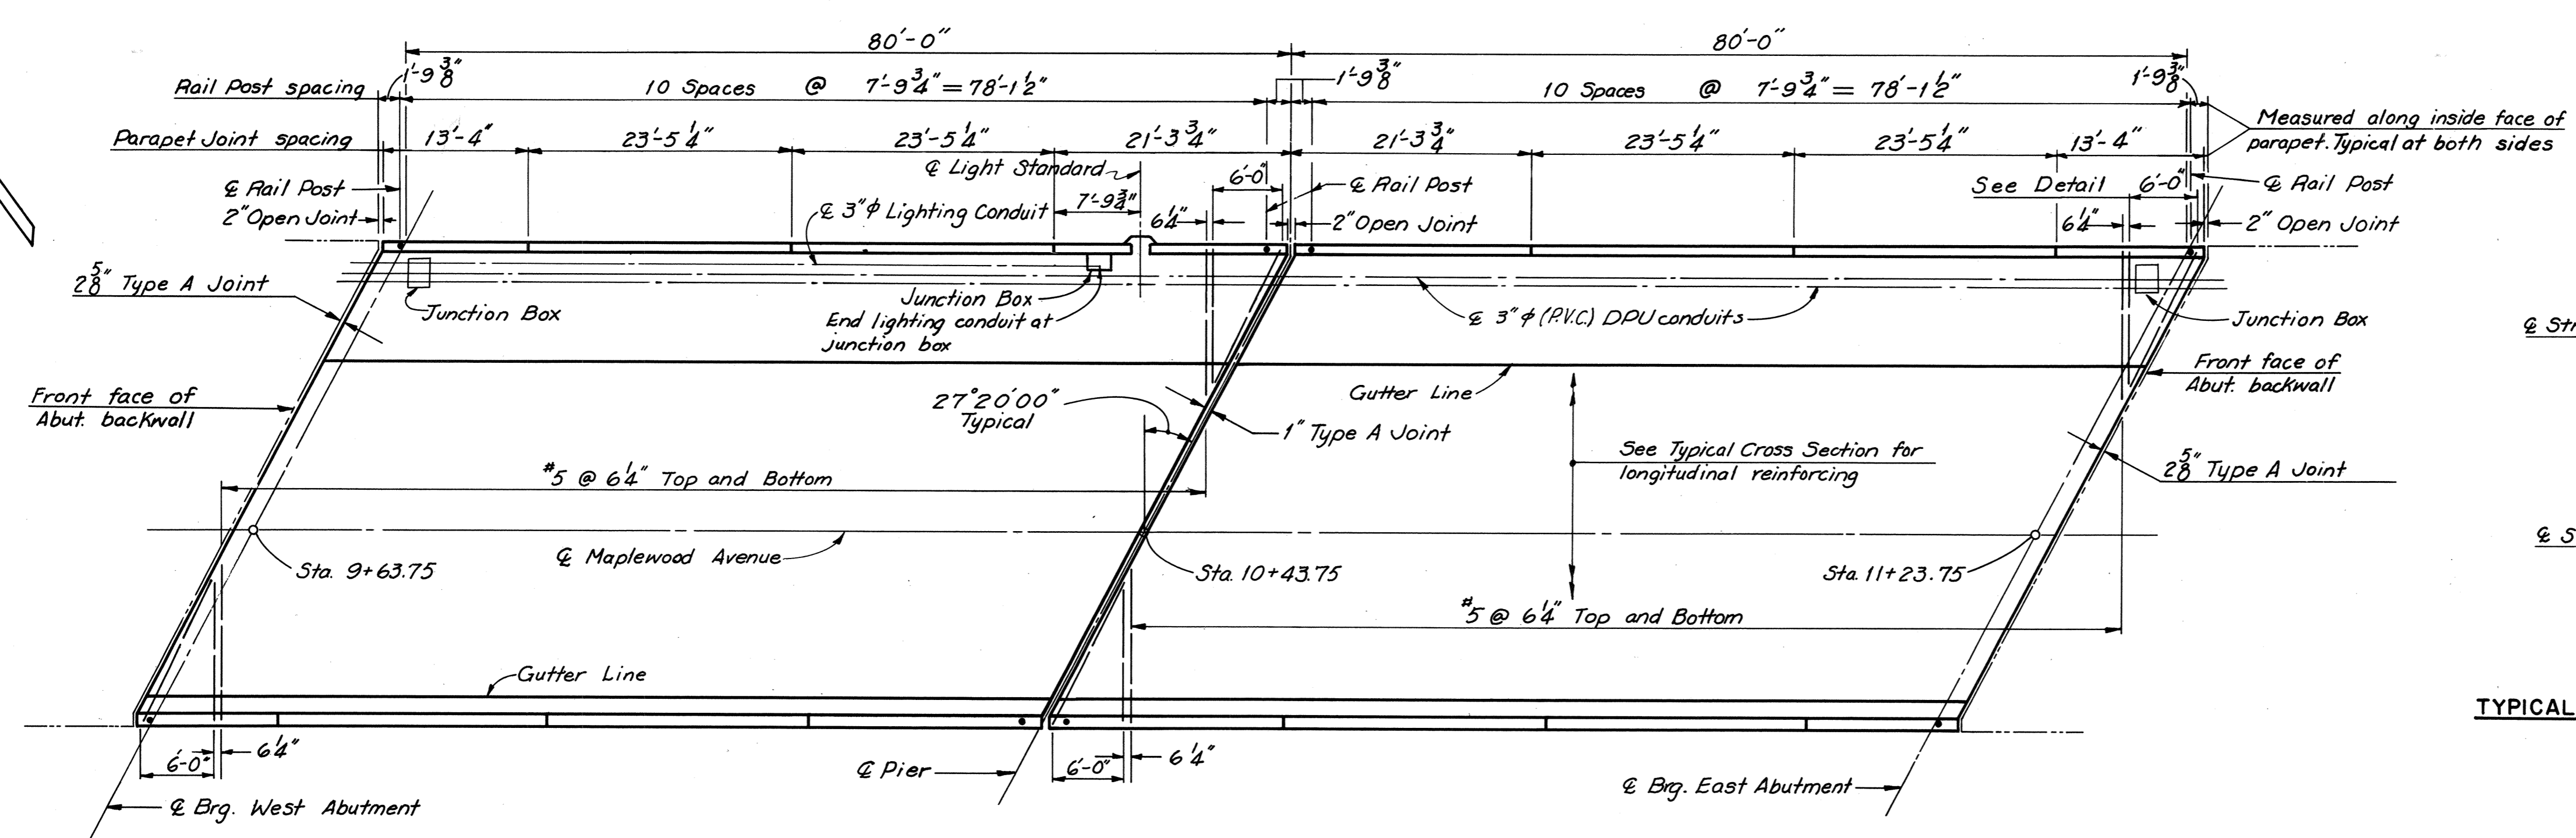 80'-0" 80'-0"
Rail Post spacing 1'-9 3/8" 10 Spaces @ 7'-9 3/4" = 78'-1 1/2" 1'-9 3/8" 10 Spaces @ 7'-9 3/4" = 78'-1 1/2" 1'-9 3/8"
Parapet Joint spacing 13'-4" 23'-5 1/4" 23'-5 1/4" 21'-3 3/4" 21'-3 3/4" 23'-5 1/4" 23'-5 1/4" 13'-4"
Measured along inside face of
parapet. Typical at both sides
℄ Light Standard
℄ Rail Post
2" Open Joint
℄ 3"φ Lighting Conduit
7'-9 3/4"
6'-0"
6 1/4"
℄ Rail Post
2" Open Joint
See Detail
6'-0"
6 1/4"
℄ Rail Post
2" Open Joint
2 5/8" Type A Joint
Junction Box
Junction Box
End lighting conduit at
junction box
℄ 3"φ (P.V.C.) DPU conduits
Junction Box
℄ Str
Front face of
Abut. backwall
27°20'00"
Typical
Gutter Line
1" Type A Joint
Front face of
Abut. backwall
#5 @ 6 1/4" Top and Bottom
See Typical Cross Section for
longitudinal reinforcing
2 5/8" Type A Joint
℄ Maplewood Avenue
℄ S
Sta. 9+63.75
Sta. 10+43.75
Sta. 11+23.75
#5 @ 6 1/4" Top and Bottom
Gutter Line
TYPICAL
6'-0"
6 1/4"
℄ Pier
6'-0"
6 1/4"
℄ Brg. West Abutment
℄ Brg. East Abutment